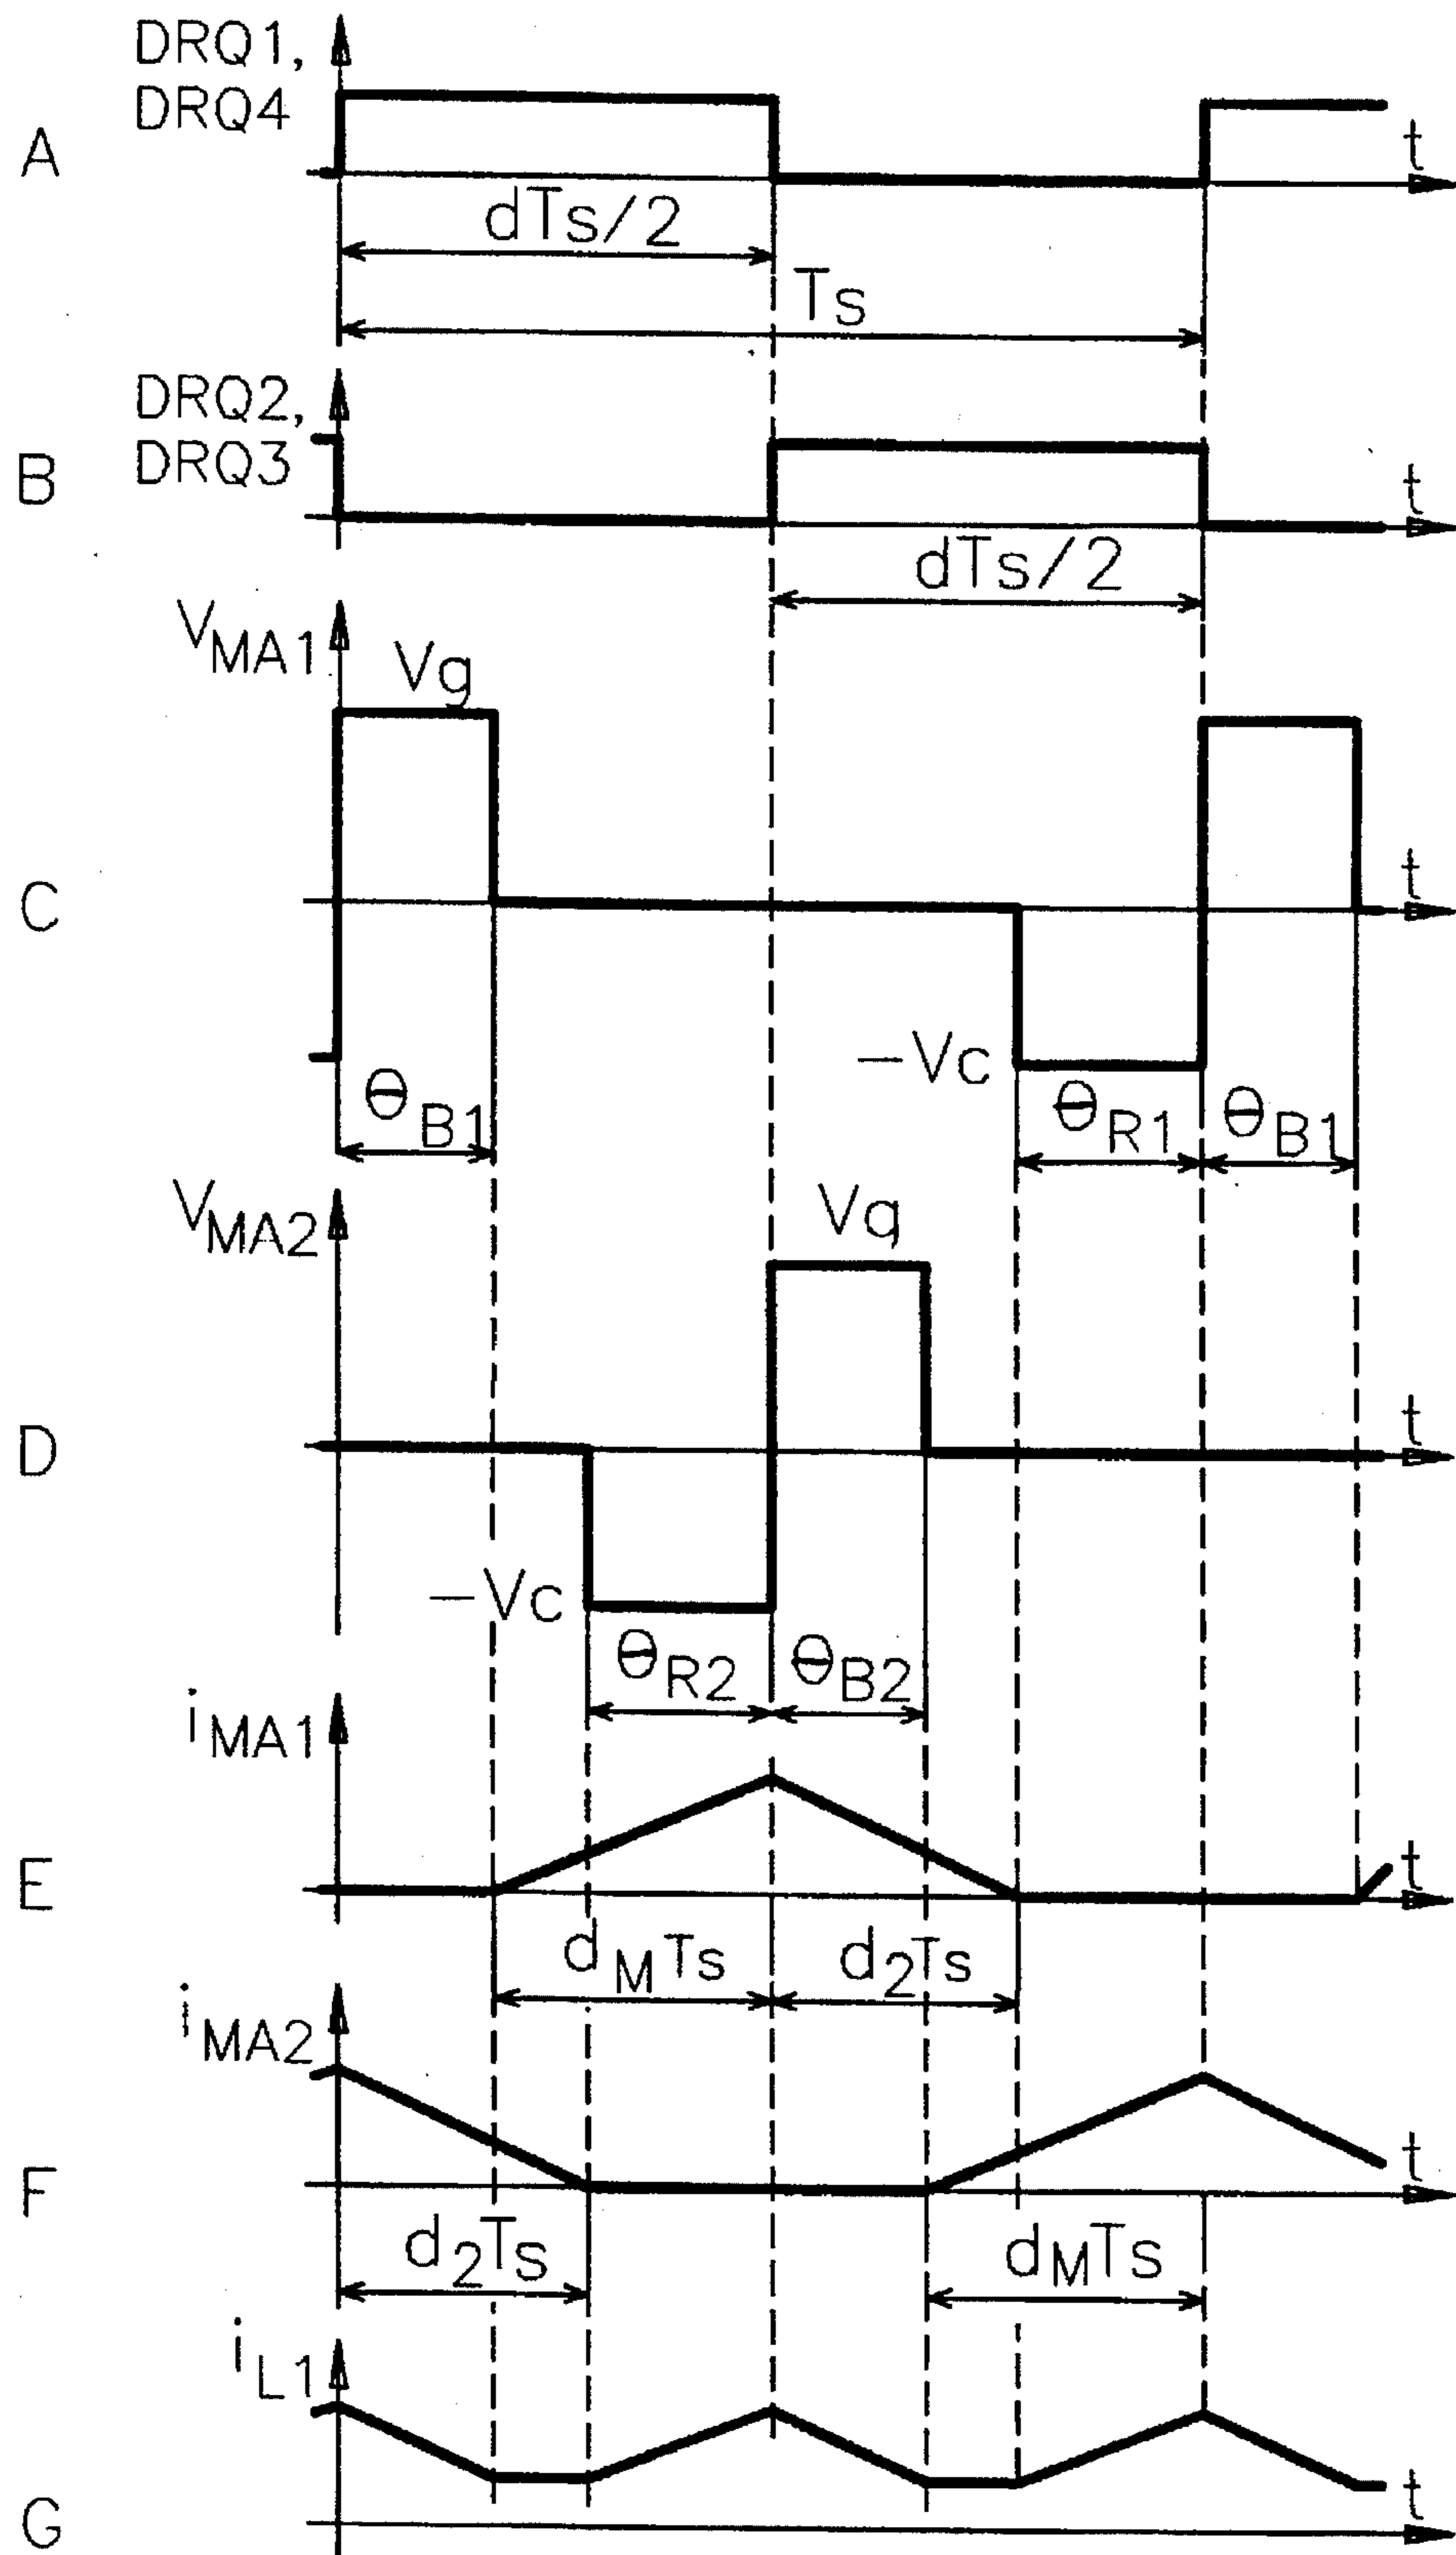 DRQ1,
DRQ4
A
t
dTs/2
Ts
DRQ2,
DRQ3
B
t
dTs/2
VMA1
Vg
C
t
-Vc
ΘB1
ΘR1
ΘB1
VMA2
Vg
D
t
-Vc
ΘR2
ΘB2
iMA1
E
t
dMTs
d2Ts
iMA2
F
t
d2Ts
dMTs
iL1
G
t